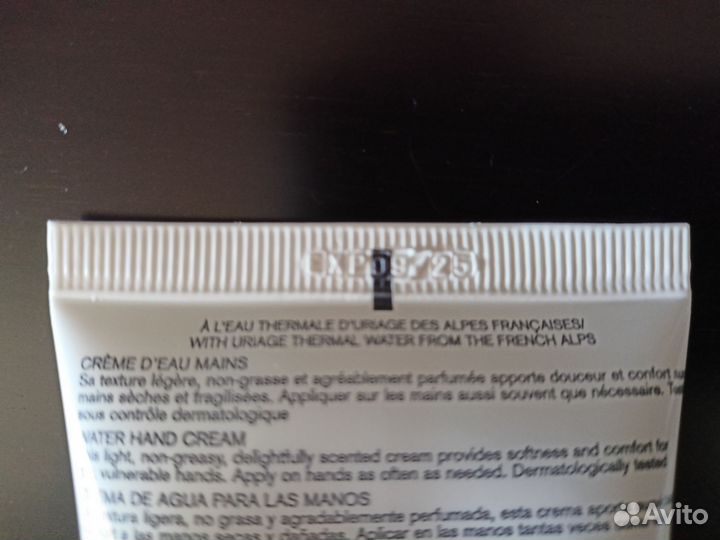 EXP09/25
À L'EAU THERMALE D'URIAGE DES ALPES FRANÇAISES/
WITH URIAGE THERMAL WATER FROM THE FRENCH ALPS
CRÈME D'EAU MAINS
Sa texture légère, non-grasse et agréablement parfumée apporte douceur et confort
mains sèches et fragilisées. Appliquer sur les mains aussi souvent que nécessaire.
sous contrôle dermatologique
WATER HAND CREAM
light, non-greasy, delightfully scented cream provides softness and comfort for
vulnerable hands. Apply on hands as often as needed. Dermatologically tested
DE AGUA PARA LAS MANOS
ligera, no grasa y agradablemente perfumada, esta crema
a las manos secas y dañadas. Aplicar en las manos tantas veces
Avito